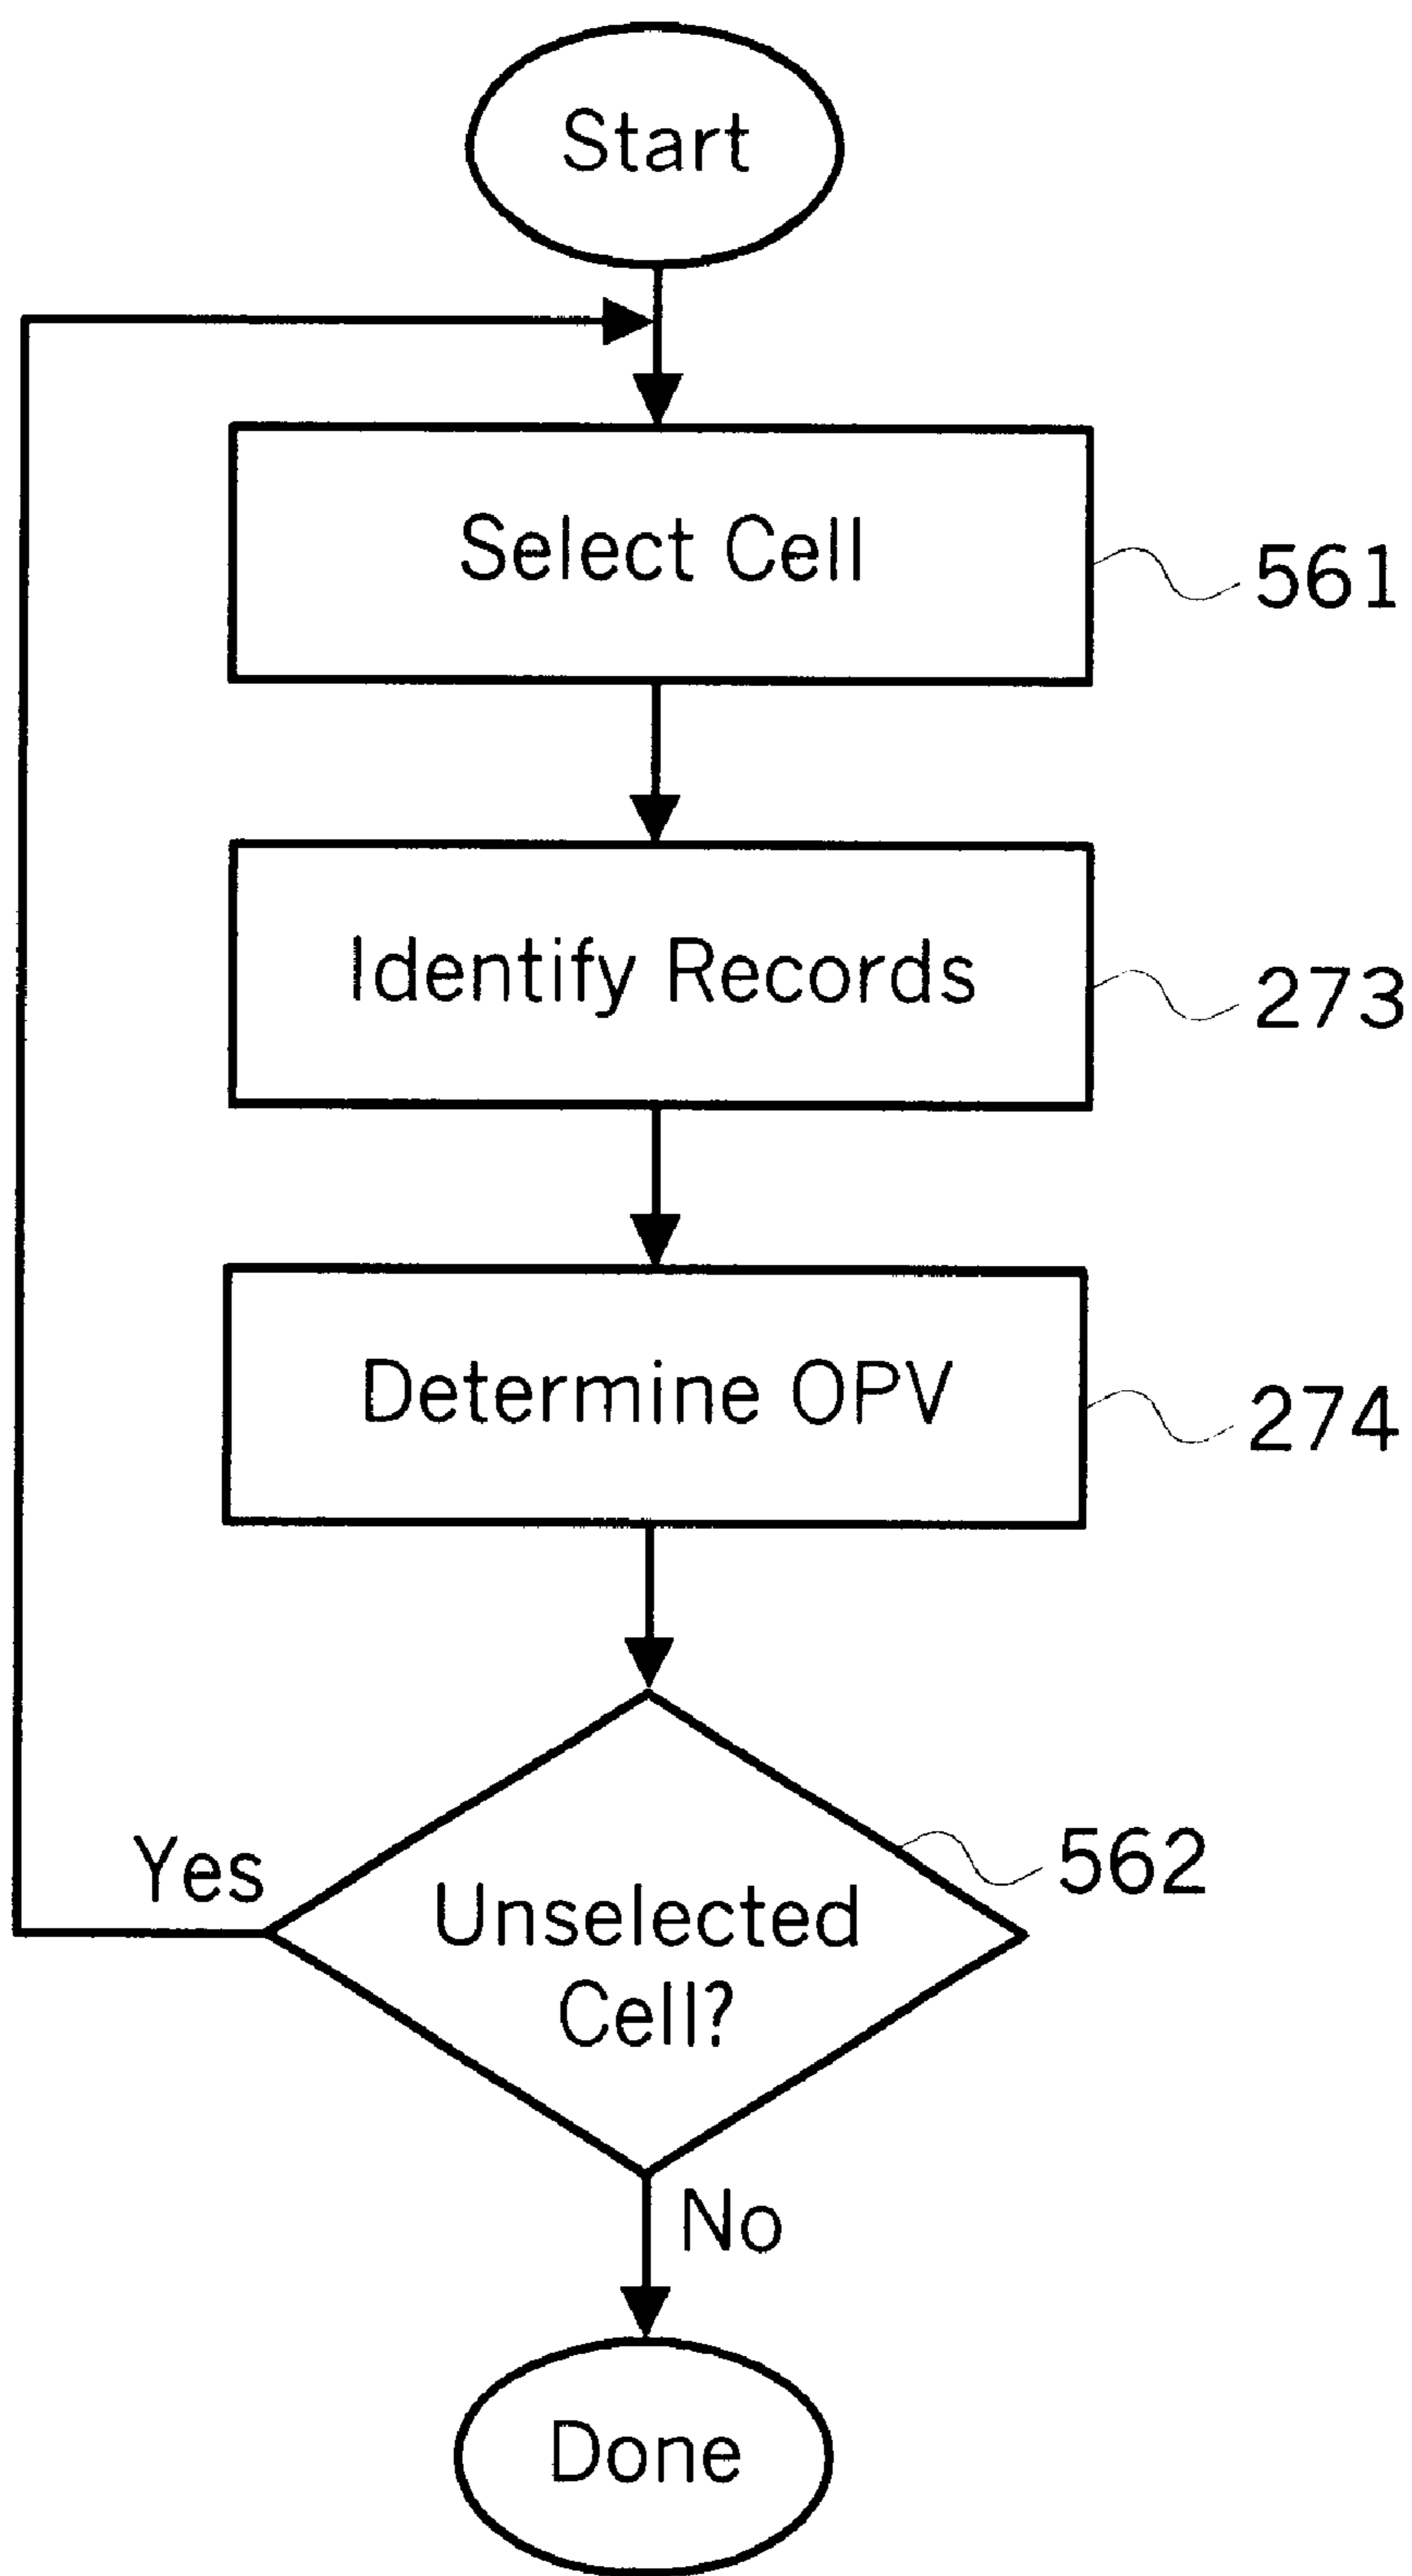 Start
Select Cell
561
Identify Records
273
Determine OPV
274
562
Yes
Unselected
Cell?
No
Done